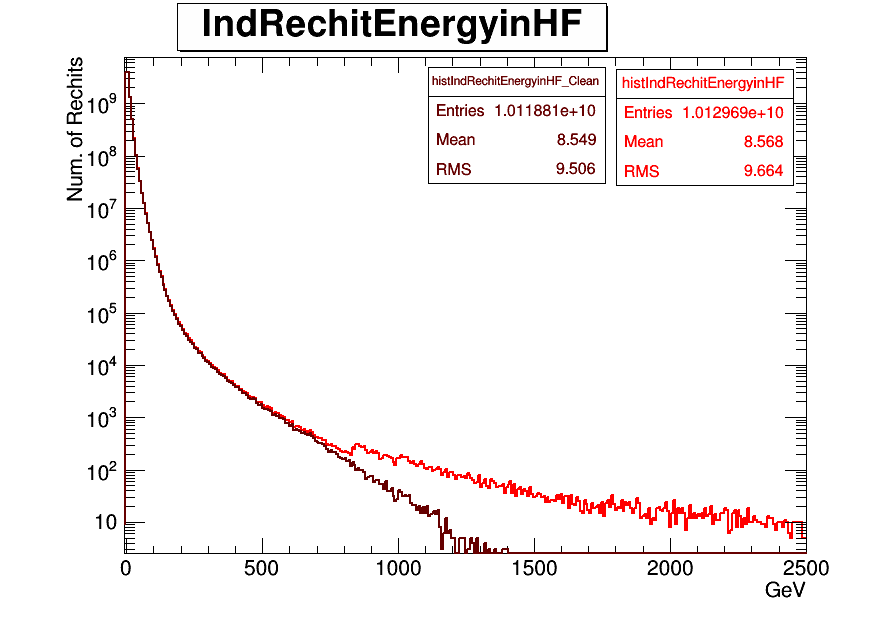 IndRechitEnergyinHF
Num. of Rechits
histIndRechitEnergyinHF_Clean
Entries 1.011881e+10
Mean 8.549
RMS 9.506
histIndRechitEnergyinHF
Entries 1.012969e+10
Mean 8.568
RMS 9.664
10^9
10^8
10^7
10^6
10^5
10^4
10^3
10^2
10
0 500 1000 1500 2000 2500
GeV